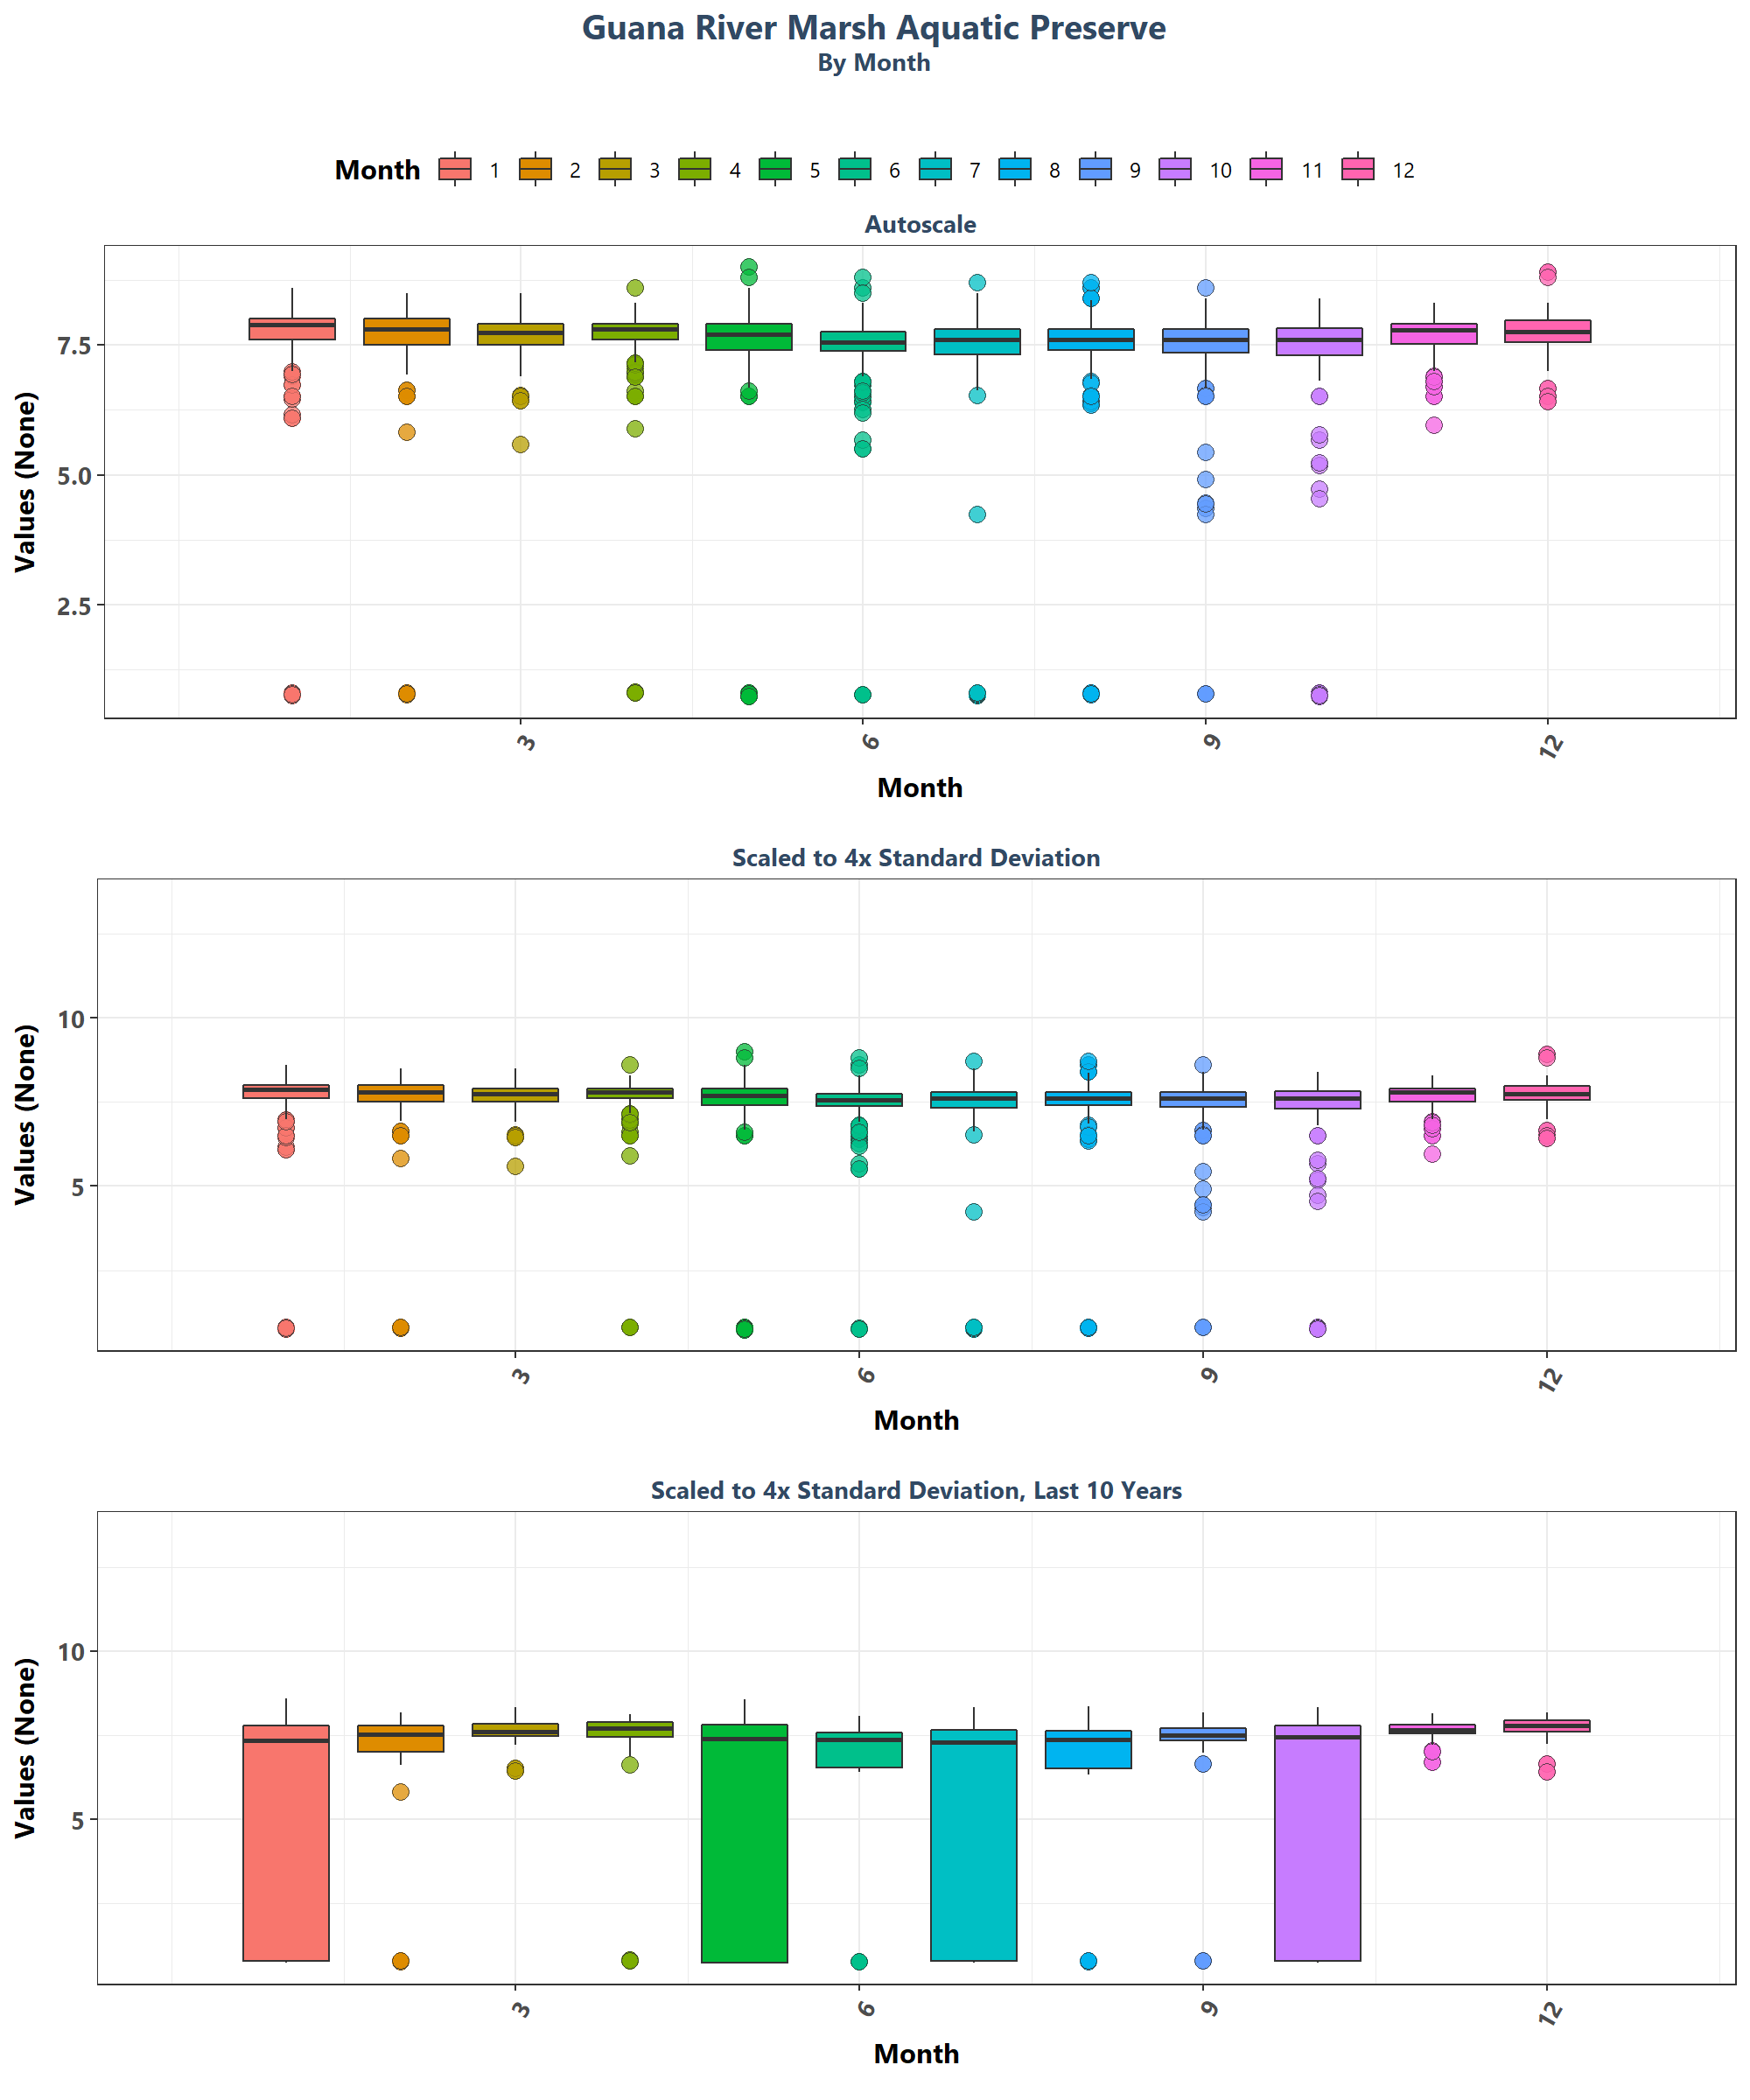 Guana River Marsh Aquatic Preserve
By Month
Month 1 2 3 4 5 6 7 8 9 10 11 12
Autoscale
Values (None)
7.5
5.0
2.5
3 6 9 12
Month
Scaled to 4x Standard Deviation
Values (None)
10
5
3 6 9 12
Month
Scaled to 4x Standard Deviation, Last 10 Years
Values (None)
10
5
3 6 9 12
Month